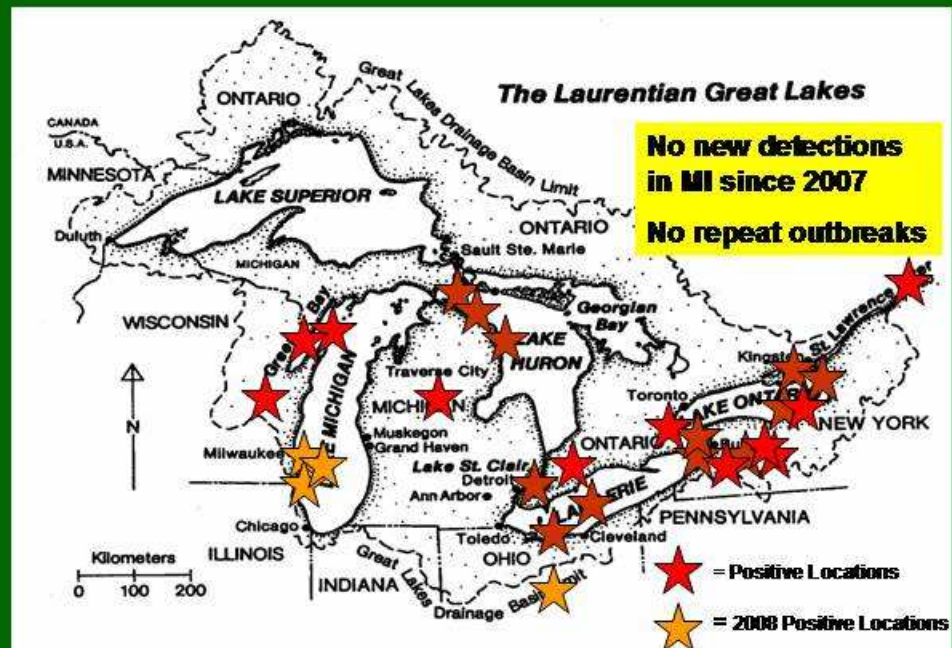 The Laurentian Great Lakes
No new detections
in MI since 2007
No repeat outbreaks
CANADA
U.S.A.
MINNESOTA
ONTARIO
Great Lakes Drainage Basin Limit
LAKE SUPERIOR
Duluth
MICHIGAN
Sault Ste. Marie
ONTARIO
Georgian
Bay
WISCONSIN
Bay
MICHIGAN
LAKE
HURON
Traverse City
N
Muskegon
Grand Haven
Milwaukee
Toronto
Kingston
St. Lawrence
LAKE
NEW YORK
ONTARIO
Lake St. Clair
Detroit
Ann Arbor
Chicago
Toledo
Cleveland
OHIO
PENNSYLVANIA
ILLINOIS
INDIANA
Great Lakes
Drainage
Kilometers
0 100 200
= Positive Locations
= 2008 Positive Locations